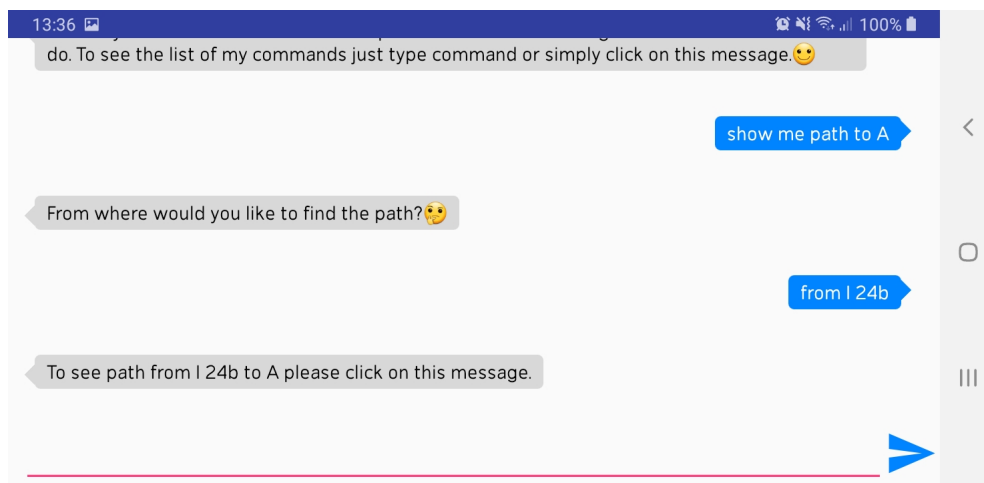 13:36 100%
do. To see the list of my commands just type command or simply click on this message.🙂
show me path to A
From where would you like to find the path?🤔
from I 24b
To see path from I 24b to A please click on this message.